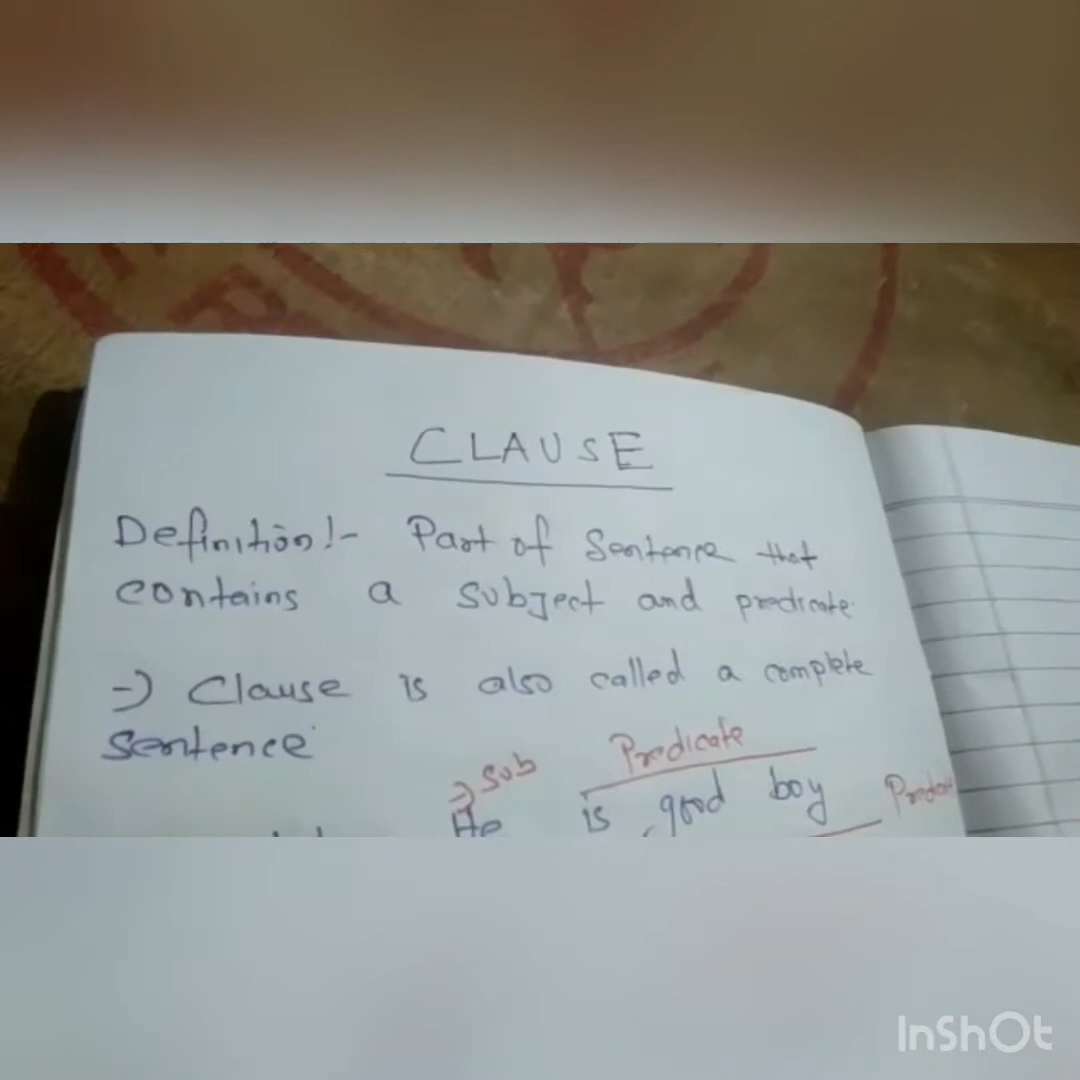 CLAUSE
Definition!- Part of Sentence that
contains a subject and predicate
-) Clause is also called a complete
sentence
-) Sub Predicate
He is good boy
InShOt